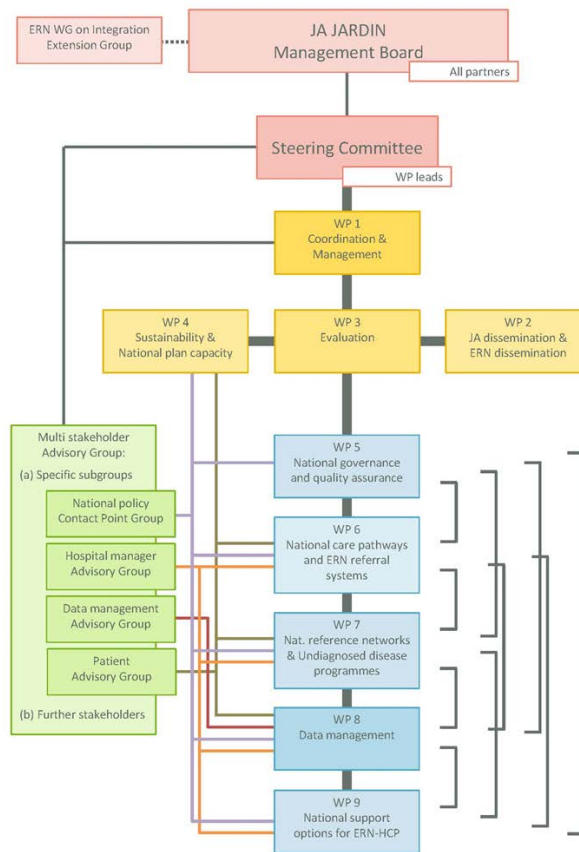 ERN WG on Integration
Extension Group
JA JARDIN
Management Board
All partners
Steering Committee
WP leads
WP 1
Coordination &
Management
WP 4
Sustainability &
National plan capacity
WP 3
Evaluation
WP 2
JA dissemination &
ERN dissemination
Multi stakeholder
Advisory Group:
(a) Specific subgroups
National policy
Contact Point Group
Hospital manager
Advisory Group
Data management
Advisory Group
Patient
Advisory Group
(b) Further stakeholders
WP 5
National governance
and quality assurance
WP 6
National care pathways
and ERN referral
systems
WP 7
Nat. reference networks
& Undiagnosed disease
programmes
WP 8
Data management
WP 9
National support
options for ERN-HCP